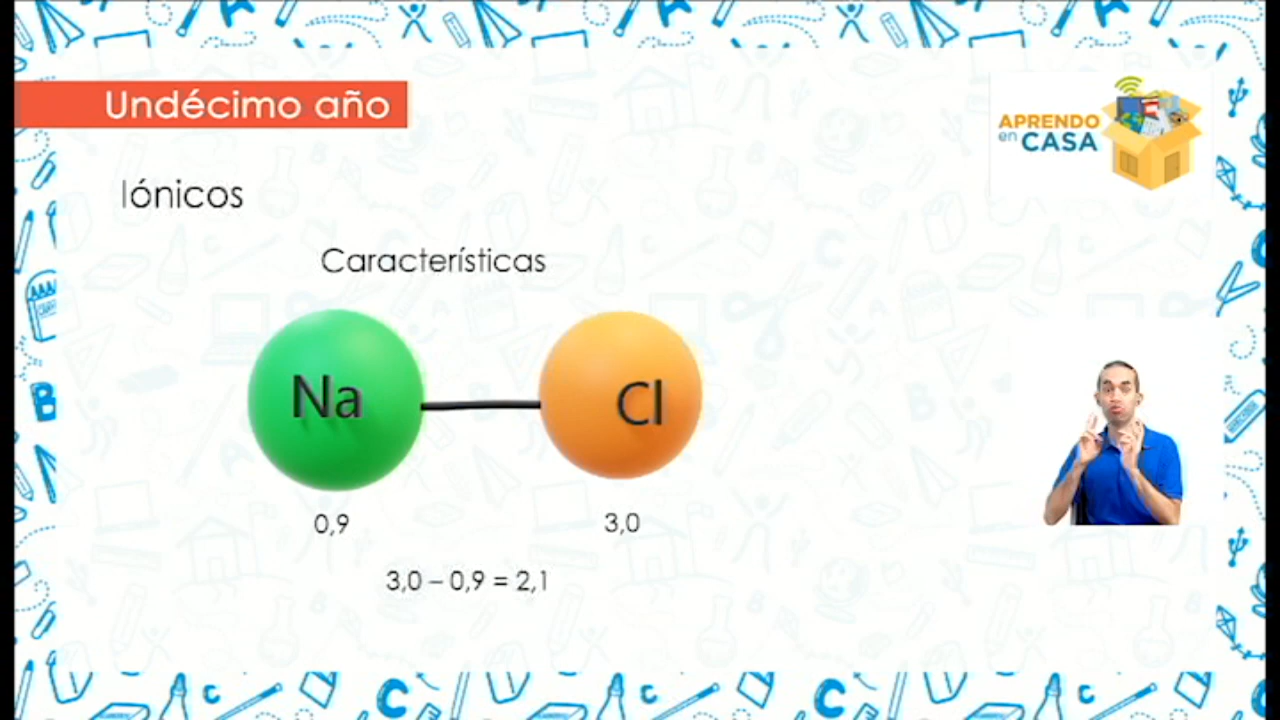 Undécimo año
APRENDO
en CASA
Iónicos
Características
Na Cl
0,9 3,0
3,0 – 0,9 = 2,1